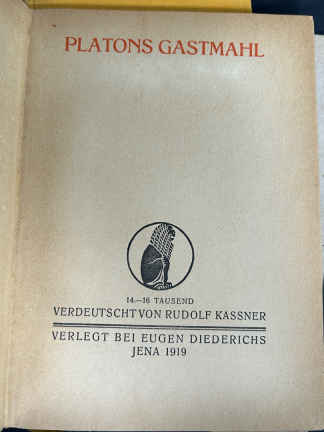 PLATONS GASTMAHL
14.—16 TAUSEND
VERDEUTSCHT VON RUDOLF KASSNER
VERLEGT BEI EUGEN DIEDERICHS
JENA 1919